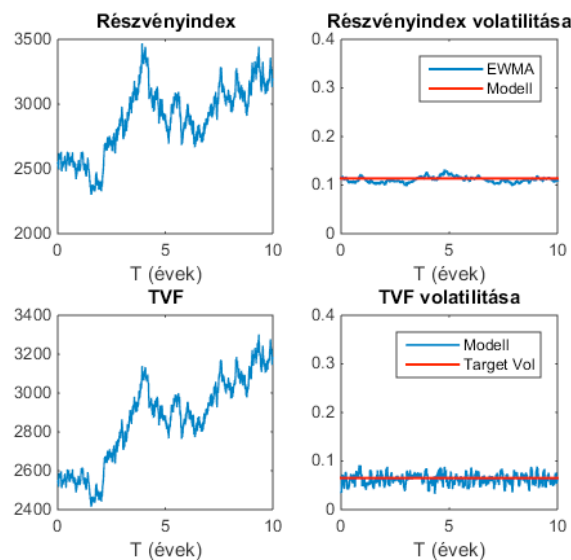 Részvényindex
3500
3000
2500
2000
0
5
10
T (évek)
Részvényindex volatilitása
0.4
0.3
0.2
0.1
0
EWMA
Modell
0
5
10
T (évek)
TVF
3400
3200
3000
2800
2600
2400
0
5
10
T (évek)
TVF volatilitása
0.4
0.3
0.2
0.1
0
Modell
Target Vol
0
5
10
T (évek)